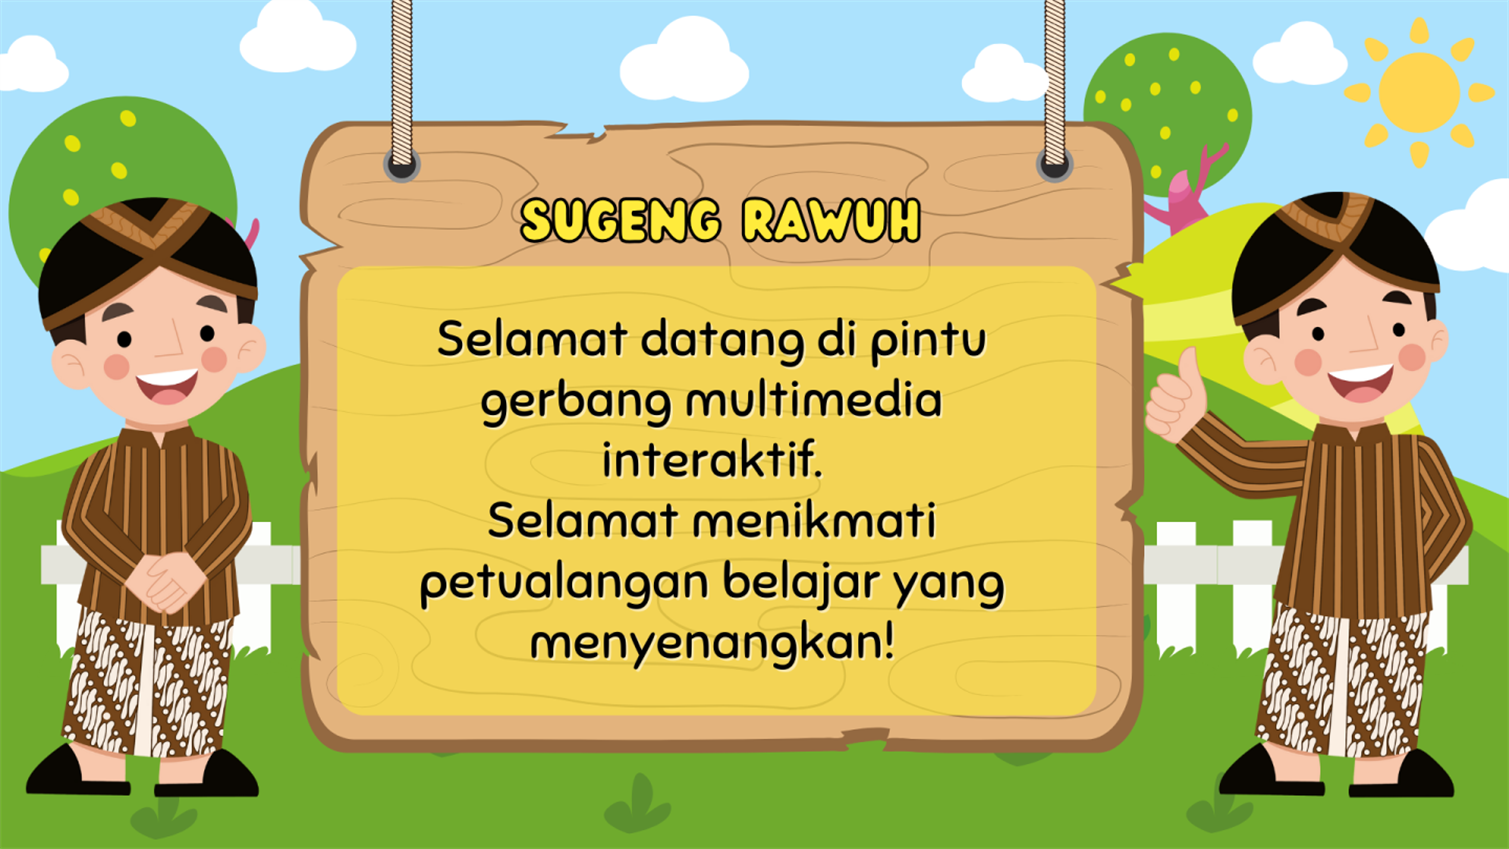 SUGENG RAWUH
Selamat datang di pintu
gerbang multimedia
interaktif.
Selamat menikmati
petualangan belajar yang
menyenangkan!